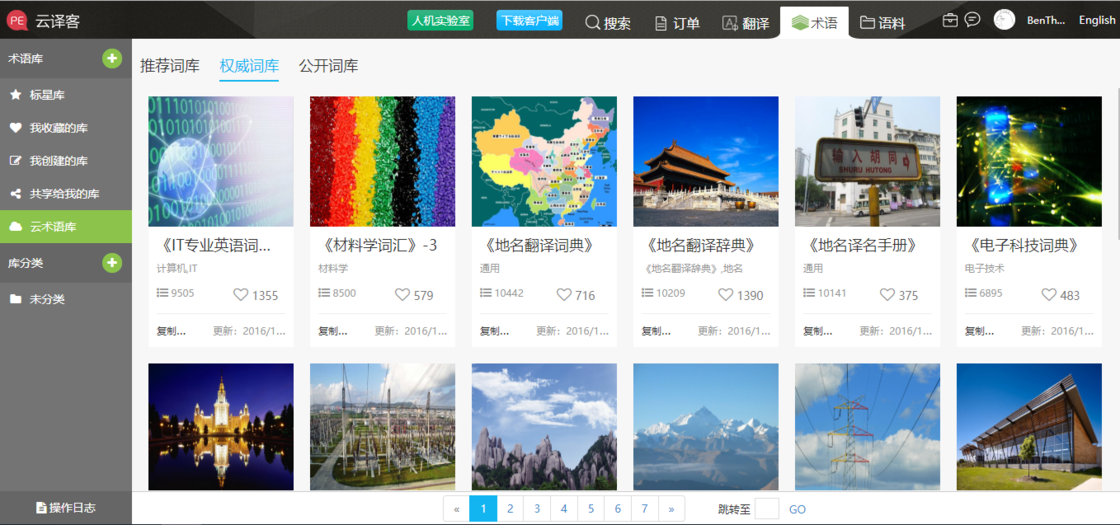 PE 云译客 人机实验室 下载客户端 搜索 订单 翻译 术语 语料 BenTh... English
术语库
标星库
我收藏的库
我创建的库
共享给我的库
云术语库
库分类
未分类
操作日志
推荐词库 权威词库 公开词库
《IT专业英语词...
计算机,IT
9505 1355
复制... 更新：2016/1...
《材料学词汇》-3
材料学
8500 579
复制... 更新：2016/1...
《地名翻译词典》
通用
10442 716
复制... 更新：2016/1...
《地名翻译辞典》
《地名翻译辞典》,地名
10209 1390
复制... 更新：2016/1...
输入胡同
SHURU HUTONG
《地名译名手册》
通用
10141 375
复制... 更新：2016/1...
《电子科技词典》
电子技术
6895 483
复制... 更新：2016/1...
« 1 2 3 4 5 6 7 » 跳转至 GO